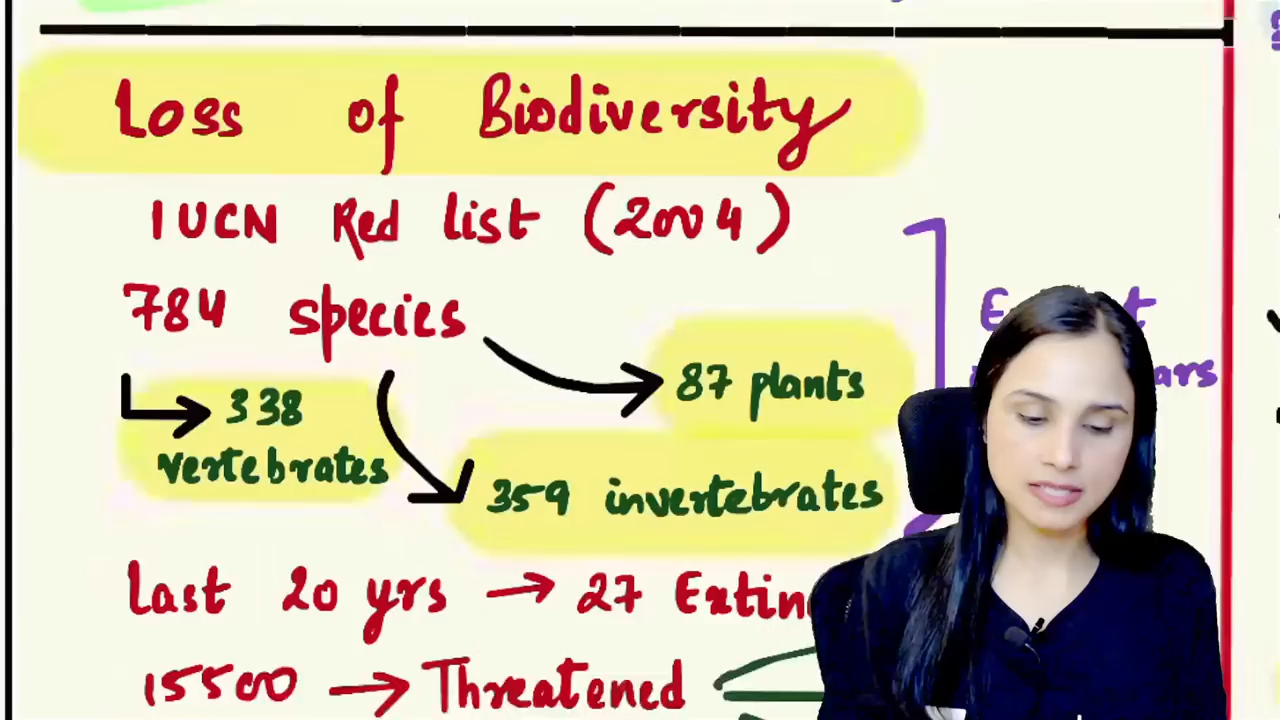 Loss of Biodiversity
IUCN Red list (2004)
784 species
87 plants
338
vertebrates
359 invertebrates
Last 20 yrs → 27
15500 → Threatened